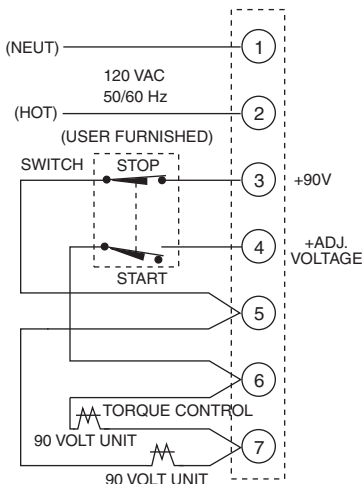 (NEUT)
1
120 VAC
50/60 Hz
(HOT)
2
(USER FURNISHED)
SWITCH
STOP
3
+90V
4
+ADJ.
VOLTAGE
START
5
6
TORQUE CONTROL
90 VOLT UNIT
7
90 VOLT UNIT